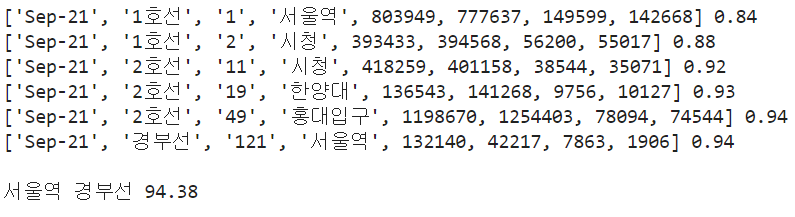 ['Sep-21', '1호선', '1', '서울역', 803949, 777637, 149599, 142668] 0.84
['Sep-21', '1호선', '2', '시청', 393433, 394568, 56200, 55017] 0.88
['Sep-21', '2호선', '11', '시청', 418259, 401158, 38544, 35071] 0.92
['Sep-21', '2호선', '19', '한양대', 136543, 141268, 9756, 10127] 0.93
['Sep-21', '2호선', '49', '홍대입구', 1198670, 1254403, 78094, 74544] 0.94
['Sep-21', '경부선', '121', '서울역', 132140, 42217, 7863, 1906] 0.94
서울역 경부선 94.38